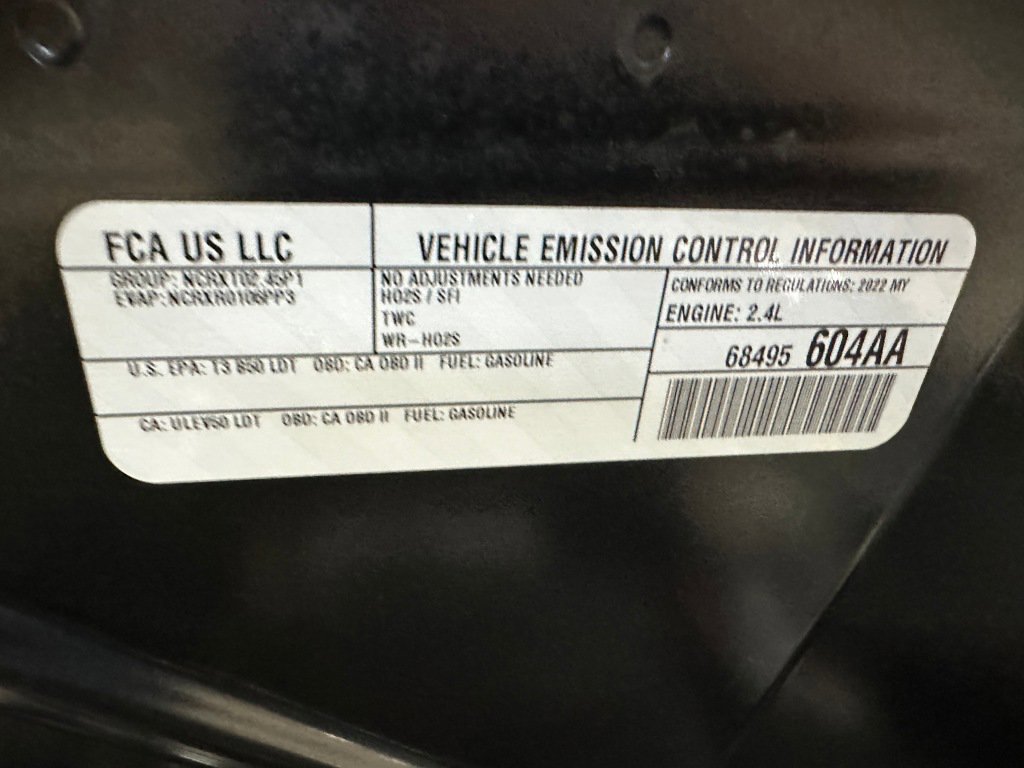 FCA US LLC
VEHICLE EMISSION CONTROL INFORMATION
GROUP: NCRXT02.45P1
EVAP:NCRXR0106PP3
NO ADJUSTMENTS NEEDED
HO2S / SFI
TWC
WR-HO2S
CONFORMS TO REGULATIONS: 2022 MY
ENGINE: 2.4L
68495 604AA
U.S. EPA: T3 B50 LDT OBD: CA OBD II FUEL: GASOLINE
CA: ULEV50 LDT OBD: CA OBD II FUEL: GASOLINE